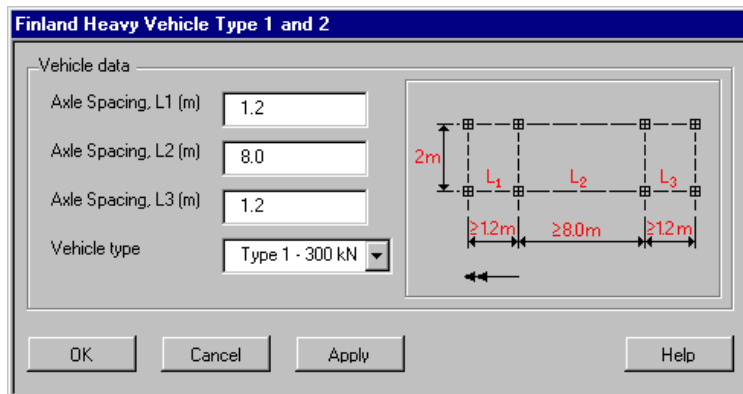 Finland Heavy Vehicle Type 1 and 2
Vehicle data
Axle Spacing, L1 (m)
1.2
Axle Spacing, L2 (m)
8.0
Axle Spacing, L3 (m)
1.2
Vehicle type
Type 1 - 300 kN
2m
L₁ L₂ L₃
≥1.2m ≥8.0m ≥1.2m
OK Cancel Apply Help